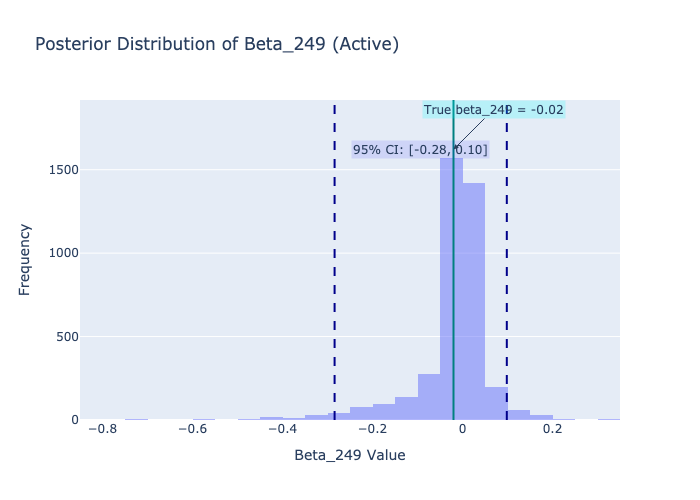 Posterior Distribution of Beta_249 (Active)
True beta_249 = -0.02
95% CI: [-0.28, 0.10]
1500
1000
500
0
Frequency
−0.8
−0.6
−0.4
−0.2
0
0.2
Beta_249 Value